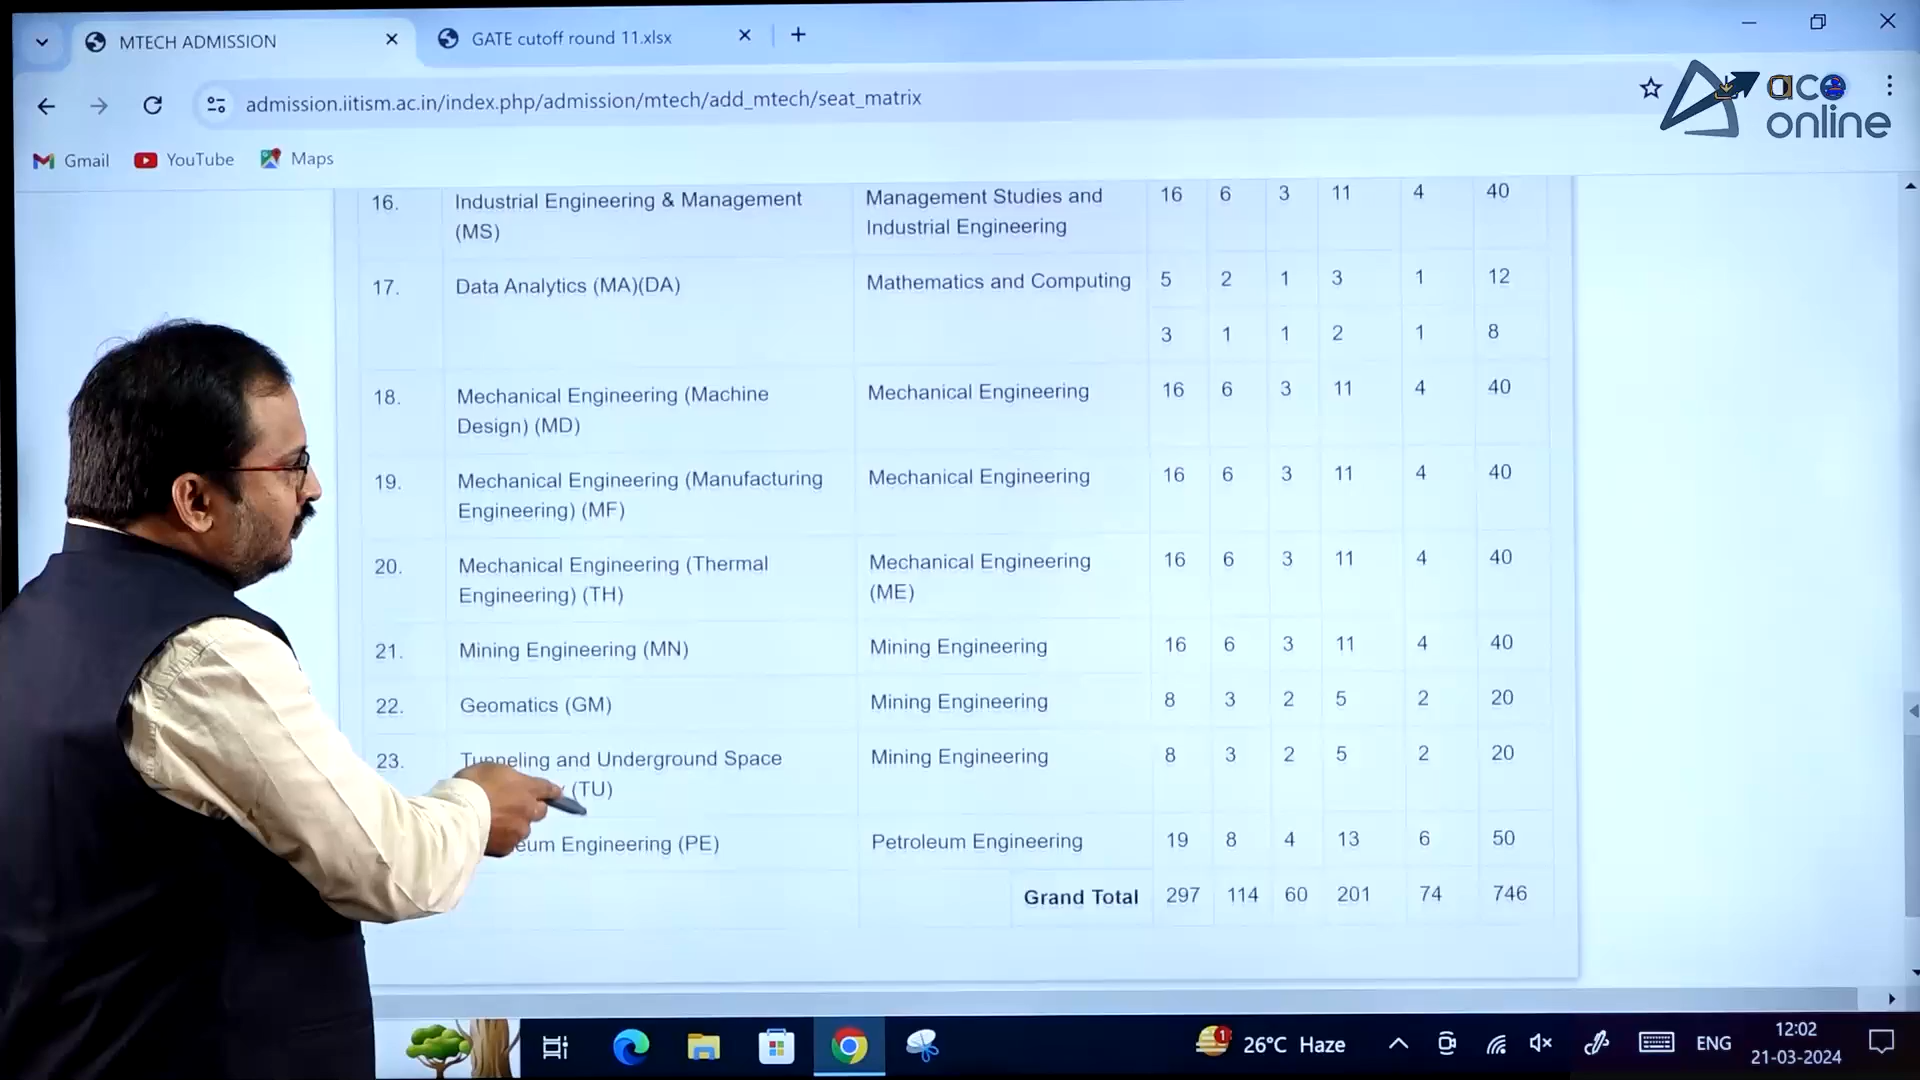 MTECH ADMISSION
GATE cutoff round 11.xlsx
admission.iitism.ac.in/index.php/admission/mtech/add_mtech/seat_matrix
ace
online
Gmail YouTube Maps
16. Industrial Engineering & Management Management Studies and 16 6 3 11 4 40
(MS) Industrial Engineering
17. Data Analytics (MA)(DA) Mathematics and Computing 5 2 1 3 1 12
3 1 1 2 1 8
18. Mechanical Engineering (Machine Mechanical Engineering 16 6 3 11 4 40
Design) (MD)
19. Mechanical Engineering (Manufacturing Mechanical Engineering 16 6 3 11 4 40
Engineering) (MF)
20. Mechanical Engineering (Thermal Mechanical Engineering 16 6 3 11 4 40
Engineering) (TH) (ME)
21. Mining Engineering (MN) Mining Engineering 16 6 3 11 4 40
22. Geomatics (GM) Mining Engineering 8 3 2 5 2 20
23. Tunneling and Underground Space Mining Engineering 8 3 2 5 2 20
(TU)
eum Engineering (PE) Petroleum Engineering 19 8 4 13 6 50
Grand Total 297 114 60 201 74 746
1 26°C Haze ENG 12:02
21-03-2024